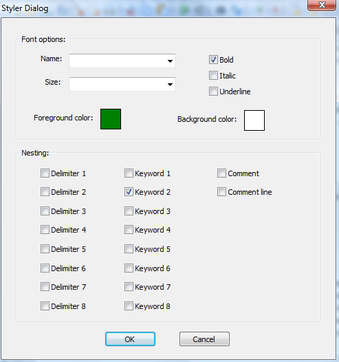 Styler Dialog
Font options:
Name: Bold
Italic
Size:
Underline
Foreground color: Background color:
Nesting:
Delimiter 1 Keyword 1 Comment
Delimiter 2 Keyword 2 Comment line
Delimiter 3 Keyword 3
Delimiter 4 Keyword 4
Delimiter 5 Keyword 5
Delimiter 6 Keyword 6
Delimiter 7 Keyword 7
Delimiter 8 Keyword 8
OK Cancel